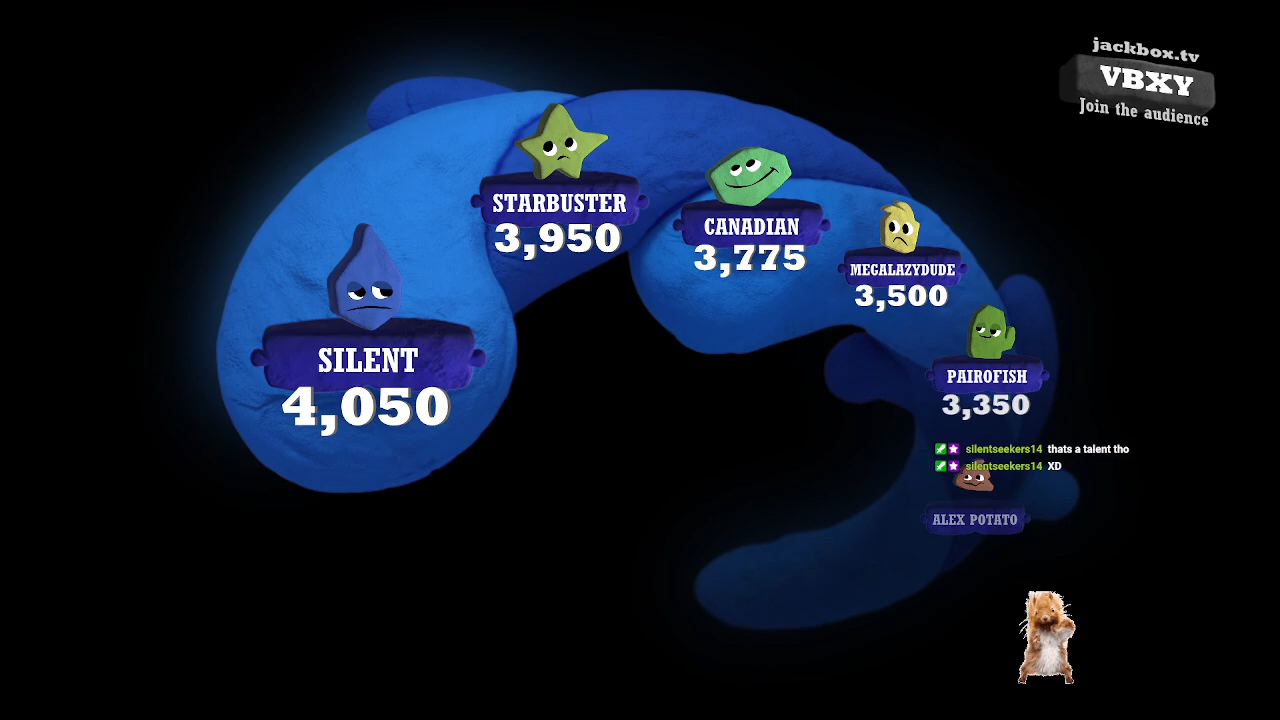 jackbox.tv
VBXY
Join the audience
STARBUSTER
3,950
CANADIAN
3,775
MEGALAZYDUDE
3,500
SILENT
4,050
PAIROFISH
3,350
silentseekers14 thats a talent tho
silentseekers14 XD
ALEX POTATO